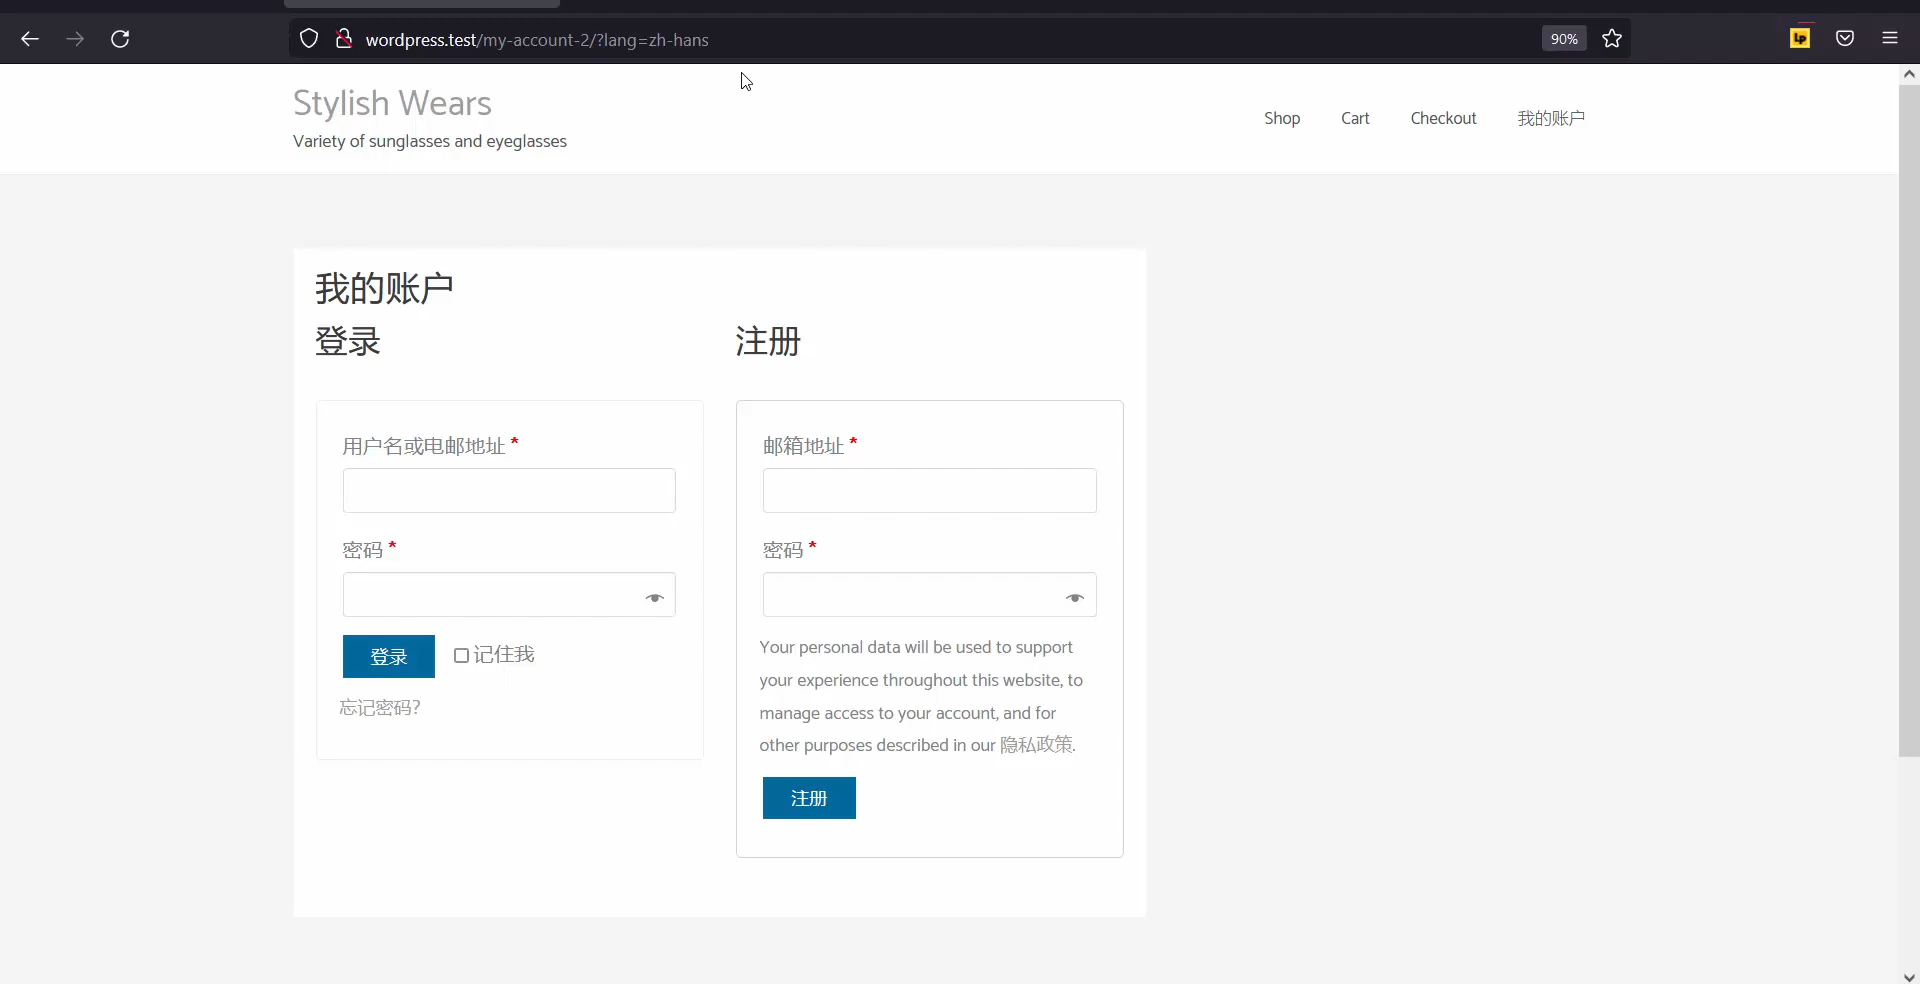 wordpress.test/my-account-2/?lang=zh-hans
90%
Lp
Stylish Wears
Variety of sunglasses and eyeglasses
Shop Cart Checkout 我的账户
我的账户
登录
用户名或电邮地址 *
密码 *
登录 记住我
忘记密码?
注册
邮箱地址 *
密码 *
Your personal data will be used to support
your experience throughout this website, to
manage access to your account, and for
other purposes described in our 隐私政策.
注册